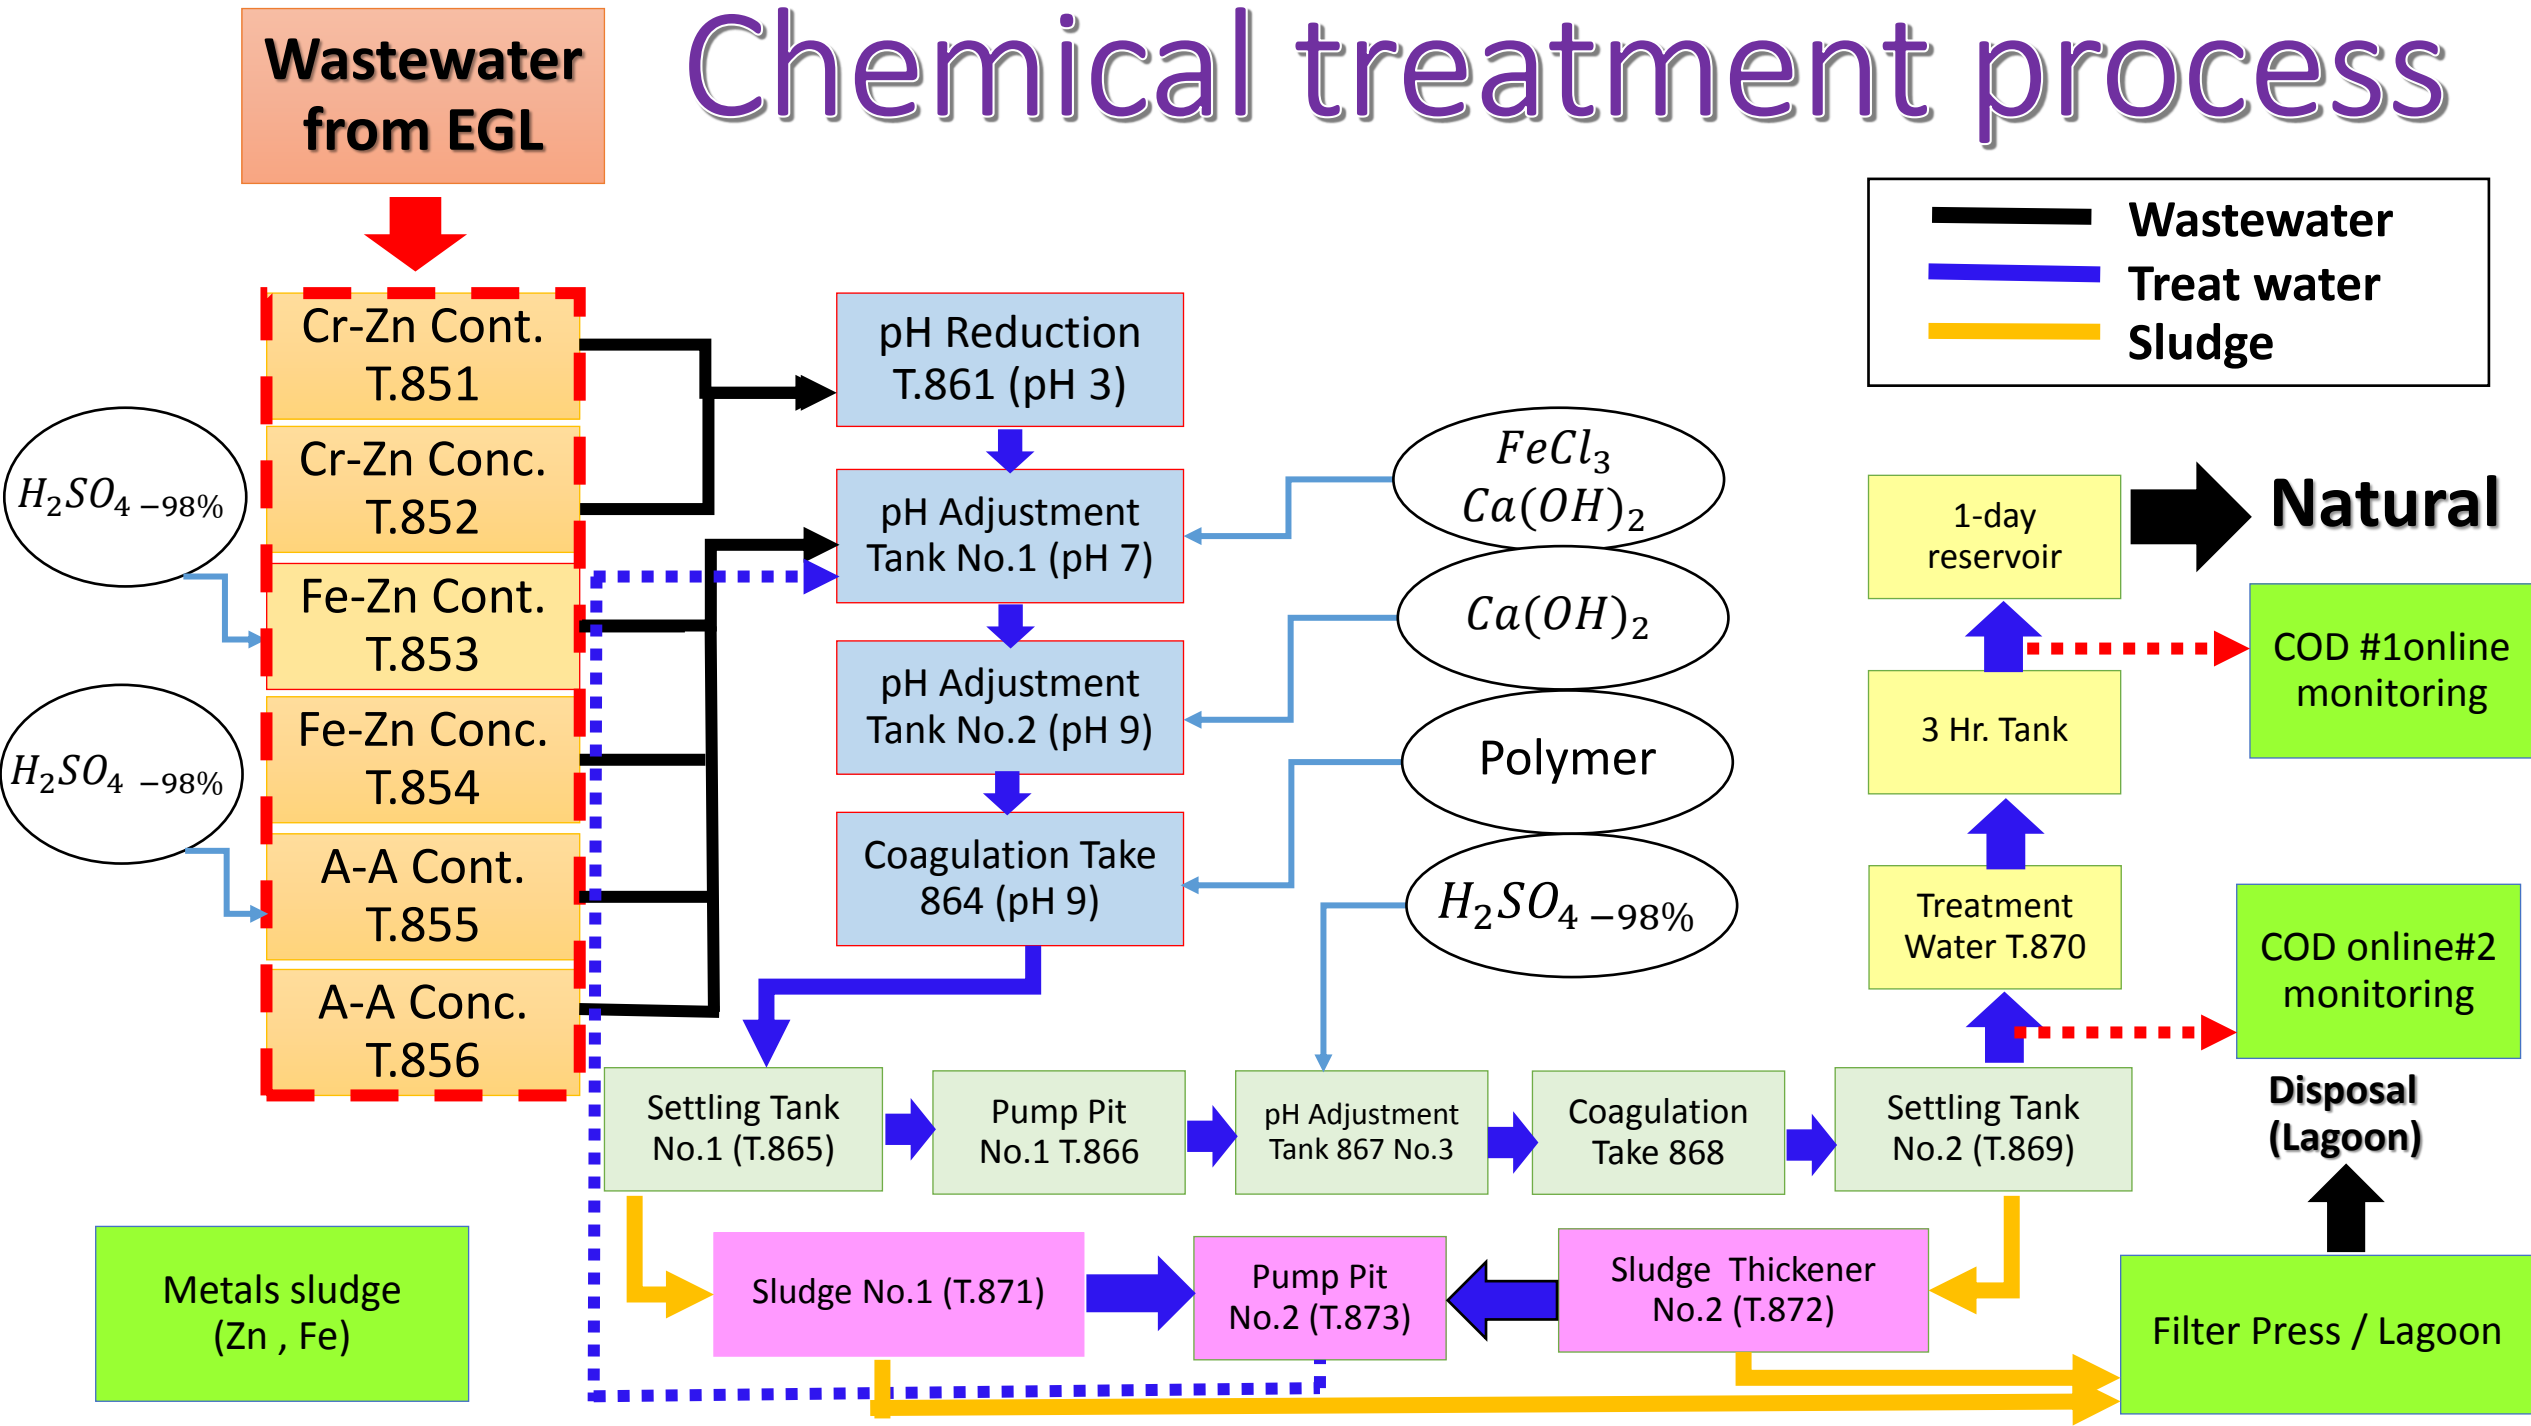 Chemical treatment process
Wastewater
from EGL
Wastewater
Treat water
Sludge
Cr-Zn Cont.
T.851
Cr-Zn Conc.
T.852
Fe-Zn Cont.
T.853
Fe-Zn Conc.
T.854
A-A Cont.
T.855
A-A Conc.
T.856
H₂SO₄ –98%
H₂SO₄ –98%
pH Reduction
T.861 (pH 3)
pH Adjustment
Tank No.1 (pH 7)
pH Adjustment
Tank No.2 (pH 9)
Coagulation Take
864 (pH 9)
FeCl₃
Ca(OH)₂
Ca(OH)₂
Polymer
H₂SO₄ –98%
1-day
reservoir
Natural
COD #1online
monitoring
3 Hr. Tank
Treatment
Water T.870
COD online#2
monitoring
Disposal
(Lagoon)
Settling Tank
No.1 (T.865)
Pump Pit
No.1 T.866
pH Adjustment
Tank 867 No.3
Coagulation
Take 868
Settling Tank
No.2 (T.869)
Metals sludge
(Zn , Fe)
Sludge No.1 (T.871)
Pump Pit
No.2 (T.873)
Sludge Thickener
No.2 (T.872)
Filter Press / Lagoon